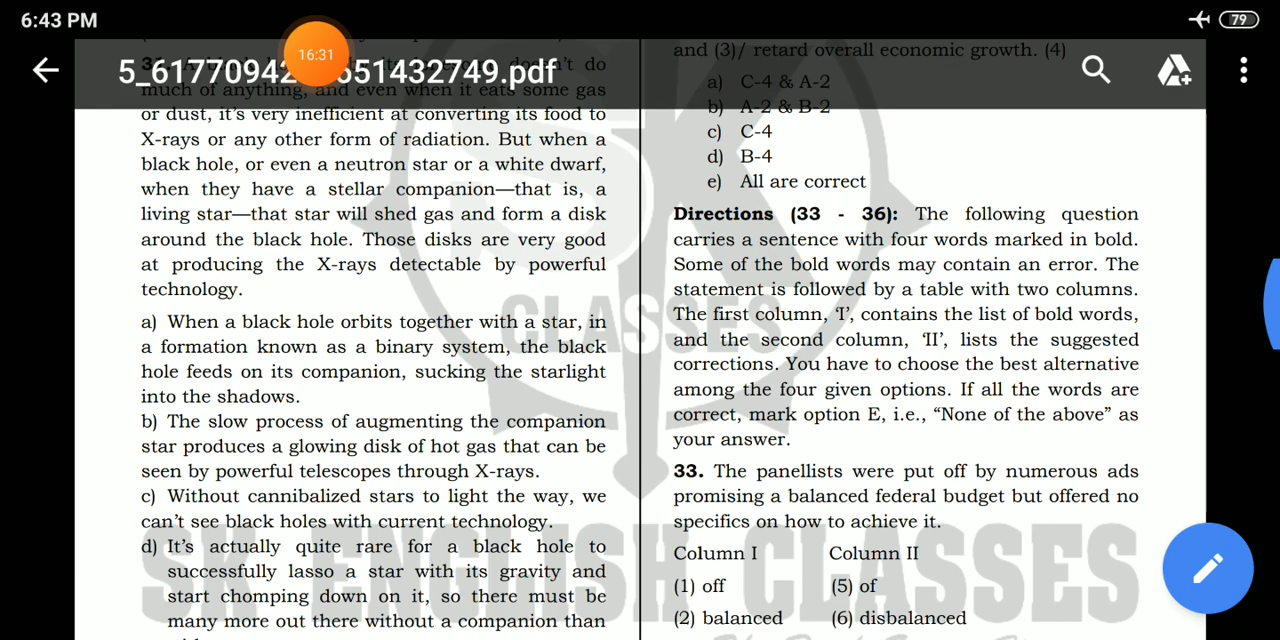 6:43 PM
79
16:31
5_61770942 551432749.pdf
much of anything, and even when it eats some gas
or dust, it's very inefficient at converting its food to
X-rays or any other form of radiation. But when a
black hole, or even a neutron star or a white dwarf,
when they have a stellar companion—that is, a
living star—that star will shed gas and form a disk
around the black hole. Those disks are very good
at producing the X-rays detectable by powerful
technology.
a) When a black hole orbits together with a star, in
a formation known as a binary system, the black
hole feeds on its companion, sucking the starlight
into the shadows.
b) The slow process of augmenting the companion
star produces a glowing disk of hot gas that can be
seen by powerful telescopes through X-rays.
c) Without cannibalized stars to light the way, we
can't see black holes with current technology.
d) It's actually quite rare for a black hole to
successfully lasso a star with its gravity and
start chomping down on it, so there must be
many more out there without a companion than
and (3)/ retard overall economic growth. (4)
a) C-4 & A-2
b) A-2 & B-2
c) C-4
d) B-4
e) All are correct
Directions (33 - 36): The following question
carries a sentence with four words marked in bold.
Some of the bold words may contain an error. The
statement is followed by a table with two columns.
The first column, 'I', contains the list of bold words,
and the second column, 'II', lists the suggested
corrections. You have to choose the best alternative
among the four given options. If all the words are
correct, mark option E, i.e., "None of the above" as
your answer.
33. The panellists were put off by numerous ads
promising a balanced federal budget but offered no
specifics on how to achieve it.
Column I Column II
(1) off (5) of
(2) balanced (6) disbalanced
SK
CLASSES
SK ENGLISH CLASSES